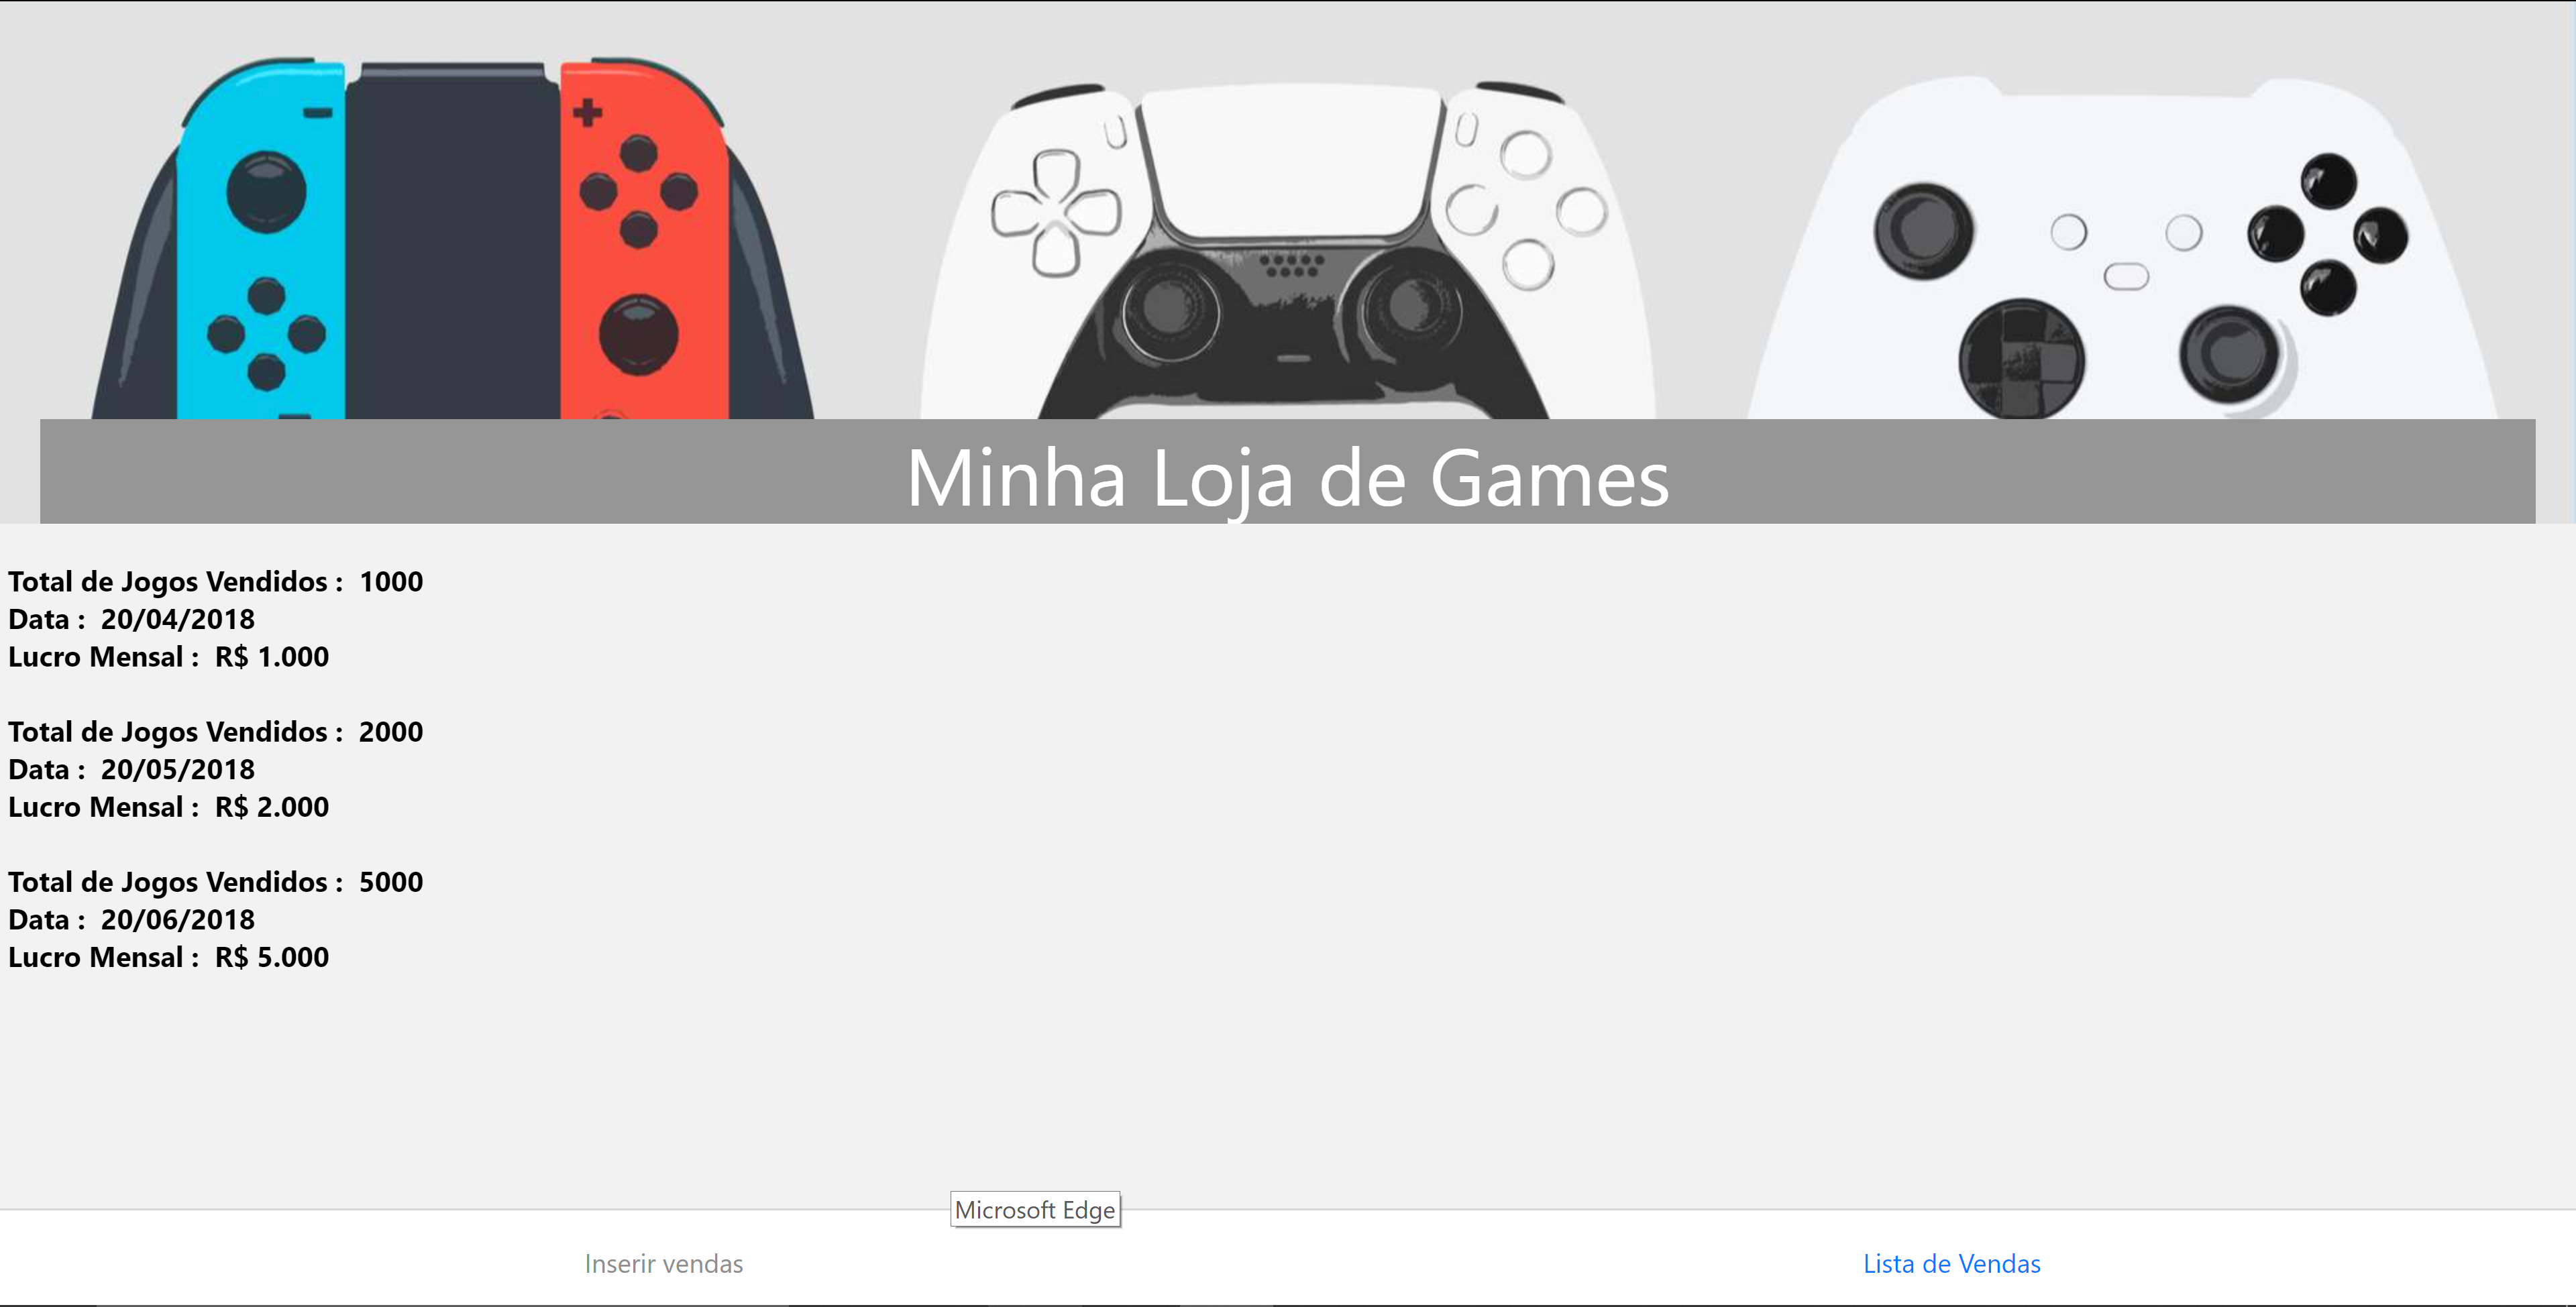 Minha Loja de Games
Total de Jogos Vendidos :  1000
Data :  20/04/2018
Lucro Mensal :  R$ 1.000
Total de Jogos Vendidos :  2000
Data :  20/05/2018
Lucro Mensal :  R$ 2.000
Total de Jogos Vendidos :  5000
Data :  20/06/2018
Lucro Mensal :  R$ 5.000
Microsoft Edge
Inserir vendas
Lista de Vendas